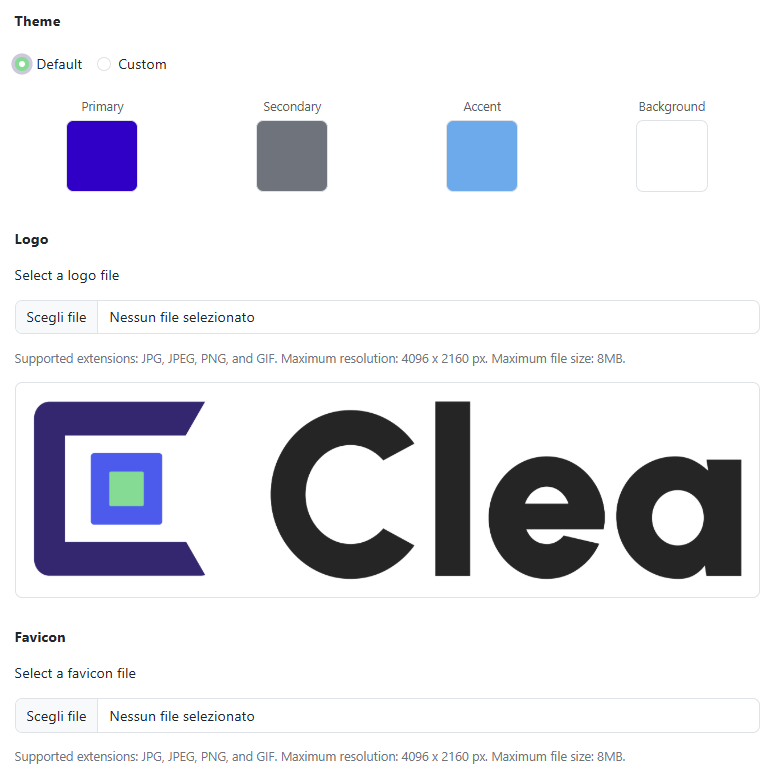 Theme
Default Custom
Primary Secondary Accent Background
Logo
Select a logo file
Scegli file Nessun file selezionato
Supported extensions: JPG, JPEG, PNG, and GIF. Maximum resolution: 4096 x 2160 px. Maximum file size: 8MB.
Clea
Favicon
Select a favicon file
Scegli file Nessun file selezionato
Supported extensions: JPG, JPEG, PNG, and GIF. Maximum resolution: 4096 x 2160 px. Maximum file size: 8MB.